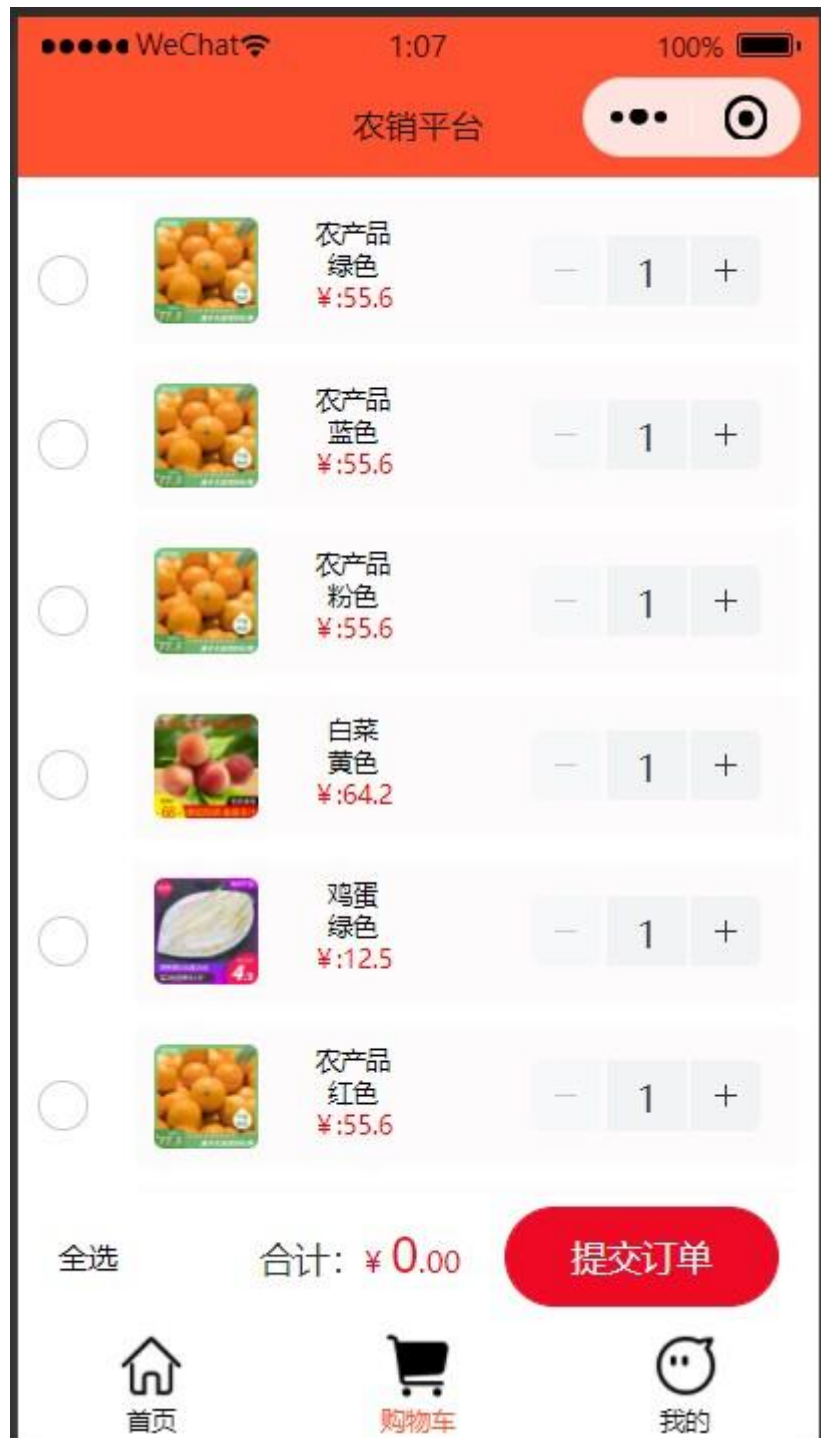 WeChat 1:07 100%
农销平台
农产品
绿色
¥:55.6
1
农产品
蓝色
¥:55.6
1
农产品
粉色
¥:55.6
1
白菜
黄色
¥:64.2
1
鸡蛋
绿色
¥:12.5
1
农产品
红色
¥:55.6
1
全选 合计：¥ 0.00 提交订单
首页 购物车 我的